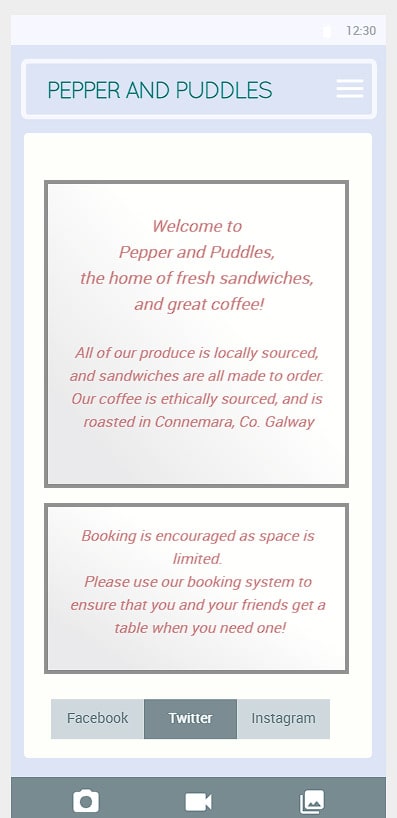 12:30
PEPPER AND PUDDLES
Welcome to
Pepper and Puddles,
the home of fresh sandwiches,
and great coffee!
All of our produce is locally sourced,
and sandwiches are all made to order.
Our coffee is ethically sourced, and is
roasted in Connemara, Co. Galway
Booking is encouraged as space is
limited.
Please use our booking system to
ensure that you and your friends get a
table when you need one!
Facebook
Twitter
Instagram